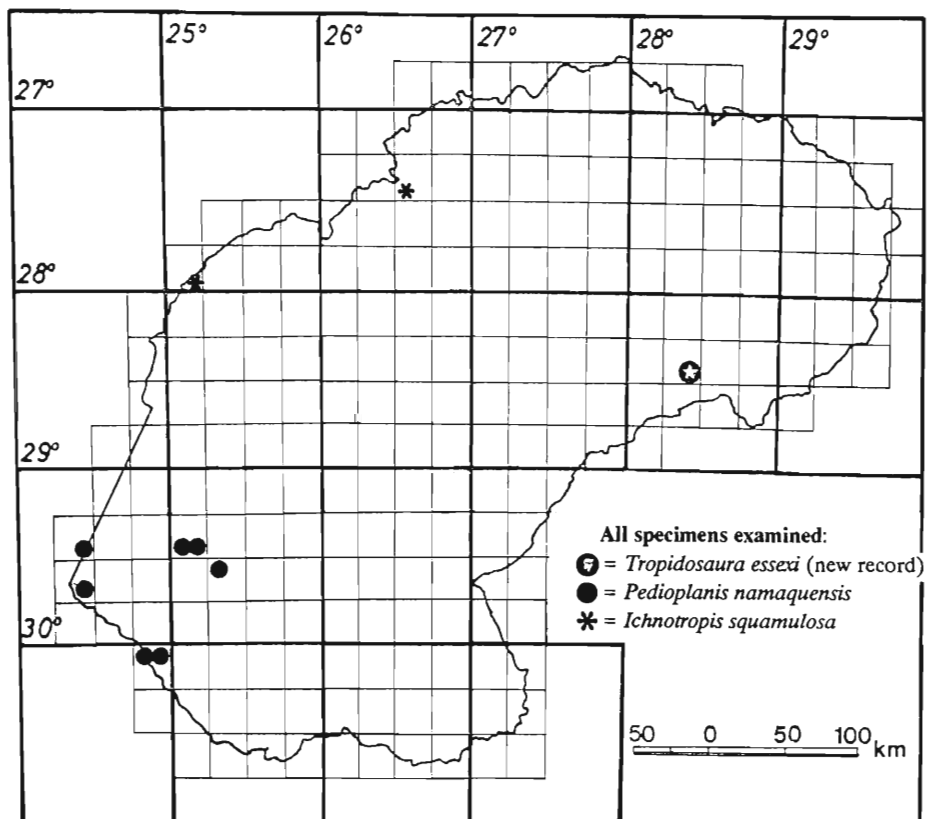 25° 26° 27° 28° 29°
27°
28°
29°
All specimens examined:
= Tropidosaura essexi (new record)
= Pedioplanis namaquensis
= Ichnotropis squamulosa
30°
50 0 50 100 km